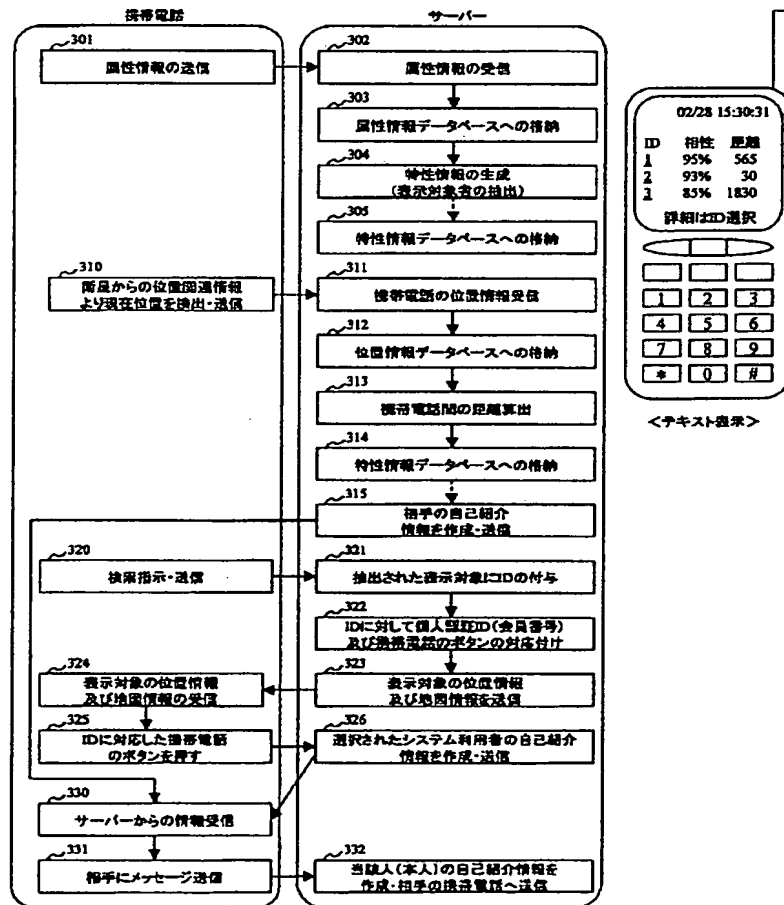 携帯電話
サーバー
301
属性情報の送信
302
属性情報の受信
303
属性情報データベースへの格納
304
特性情報の生成
(表示対象者の抽出)
305
特性情報データベースへの格納
310
衛星からの位置関連情報
より現在位置を検出・送信
311
携帯電話の位置情報受信
312
位置情報データベースへの格納
313
携帯電話間の距離算出
314
特性情報データベースへの格納
315
相手の自己紹介
情報を作成・送信
320
検索指示・送信
321
抽出された表示対象にIDの付与
322
IDに対して個人認証ID(会員番号)
及び携帯電話のボタンの対応付け
324
表示対象の位置情報
及び地図情報の受信
323
表示対象の位置情報
及び地図情報を送信
325
IDに対応した携帯電話
のボタンを押す
326
選択されたシステム利用者の自己紹介
情報を作成・送信
330
サーバーからの情報受信
331
相手にメッセージ送信
332
当該人(本人)の自己紹介情報を
作成・相手の携帯電話へ送信
02/28 15:30:31
ID 相性 距離
1 95% 565
2 93% 30
3 85% 1830
詳細はID選択
1 2 3
4 5 6
7 8 9
* 0 #
<テキスト表示>